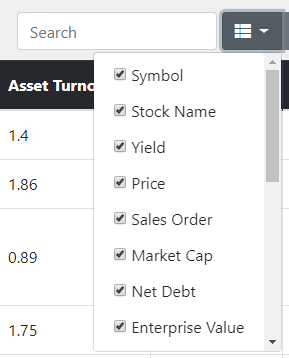 Search
Asset Turno
Symbol
Stock Name
1.4
Yield
Price
1.86
Sales Order
Market Cap
0.89
Net Debt
Enterprise Value
1.75